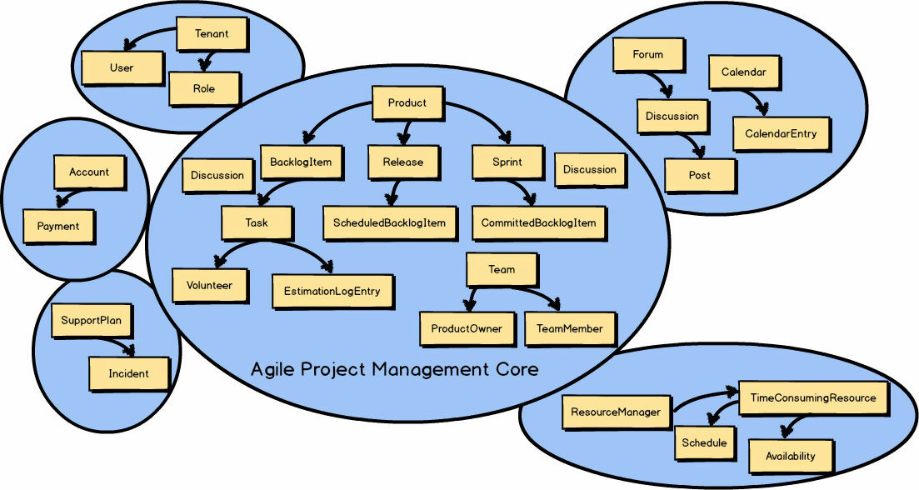 Tenant
User
Role
Forum
Calendar
Discussion
CalendarEntry
Post
Account
Payment
Product
BacklogItem
Release
Sprint
Discussion
Discussion
Task
ScheduledBacklogItem
CommittedBacklogItem
Volunteer
EstimationLogEntry
Team
ProductOwner
TeamMember
Agile Project Management Core
SupportPlan
Incident
ResourceManager
TimeConsumingResource
Schedule
Availability